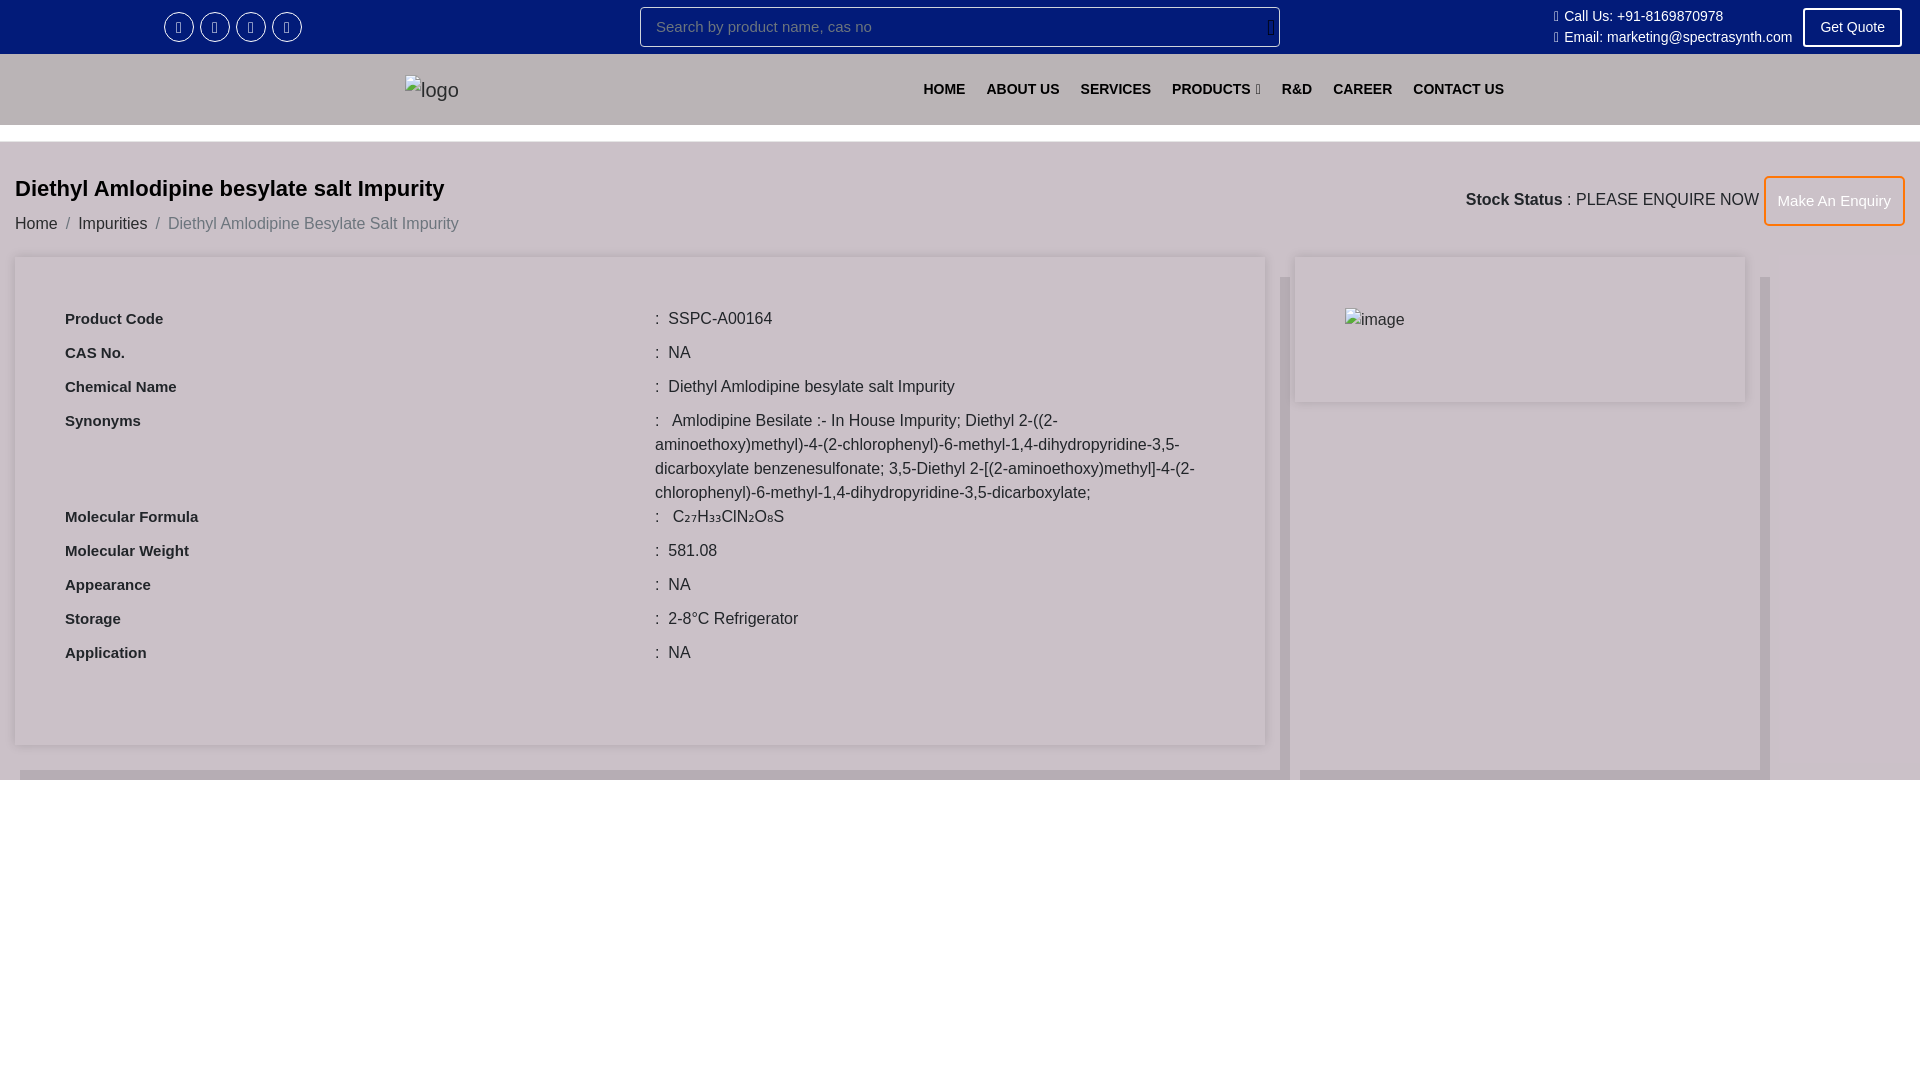 Search by product name, cas no
Call Us: +91-8169870978
Email: marketing@spectrasynth.com
Get Quote
logo
HOME ABOUT US SERVICES PRODUCTS R&D CAREER CONTACT US
Diethyl Amlodipine besylate salt Impurity
Home / Impurities / Diethyl Amlodipine Besylate Salt Impurity
Stock Status : PLEASE ENQUIRE NOW
Make An Enquiry
Product Code : SSPC-A00164
CAS No. : NA
Chemical Name : Diethyl Amlodipine besylate salt Impurity
Synonyms : Amlodipine Besilate :- In House Impurity; Diethyl 2-((2-
aminoethoxy)methyl)-4-(2-chlorophenyl)-6-methyl-1,4-dihydropyridine-3,5-
dicarboxylate benzenesulfonate; 3,5-Diethyl 2-[(2-aminoethoxy)methyl]-4-(2-
chlorophenyl)-6-methyl-1,4-dihydropyridine-3,5-dicarboxylate;
Molecular Formula : C₂₇H₃₃ClN₂O₈S
Molecular Weight : 581.08
Appearance : NA
Storage : 2-8°C Refrigerator
Application : NA
image